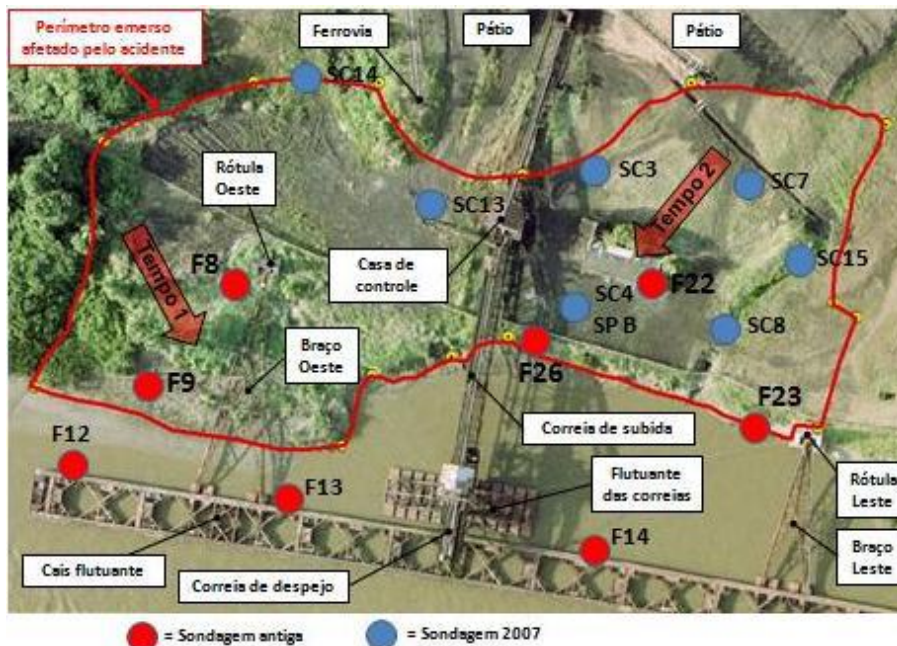 Perímetro emerso
afetado pelo acidente
Ferrovia
Pátio
Pátio
SC14
SC3
SC7
Rótula
Oeste
SC13
Tempo 2
Tempo 1
F8
Casa de
controle
SC15
F22
SC4
SP B
SC8
Braço
Oeste
F9
F26
F23
F12
Correia de subida
F13
Flutuante
das correias
Rótula
Leste
F14
Cais flutuante
Correia de despejo
Braço
Leste
= Sondagem antiga
= Sondagem 2007